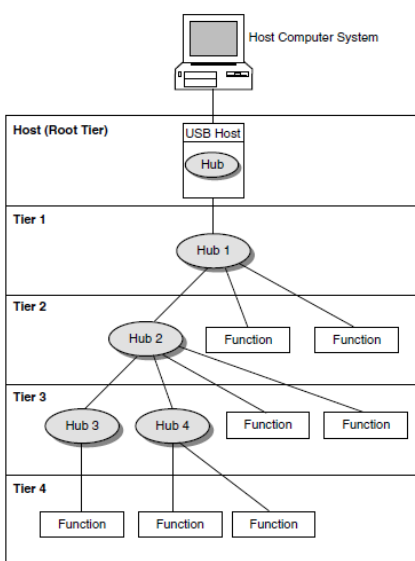 Host Computer System
Host (Root Tier)
USB Host
Hub
Tier 1
Hub 1
Tier 2
Hub 2
Function
Function
Tier 3
Hub 3
Hub 4
Function
Function
Tier 4
Function
Function
Function